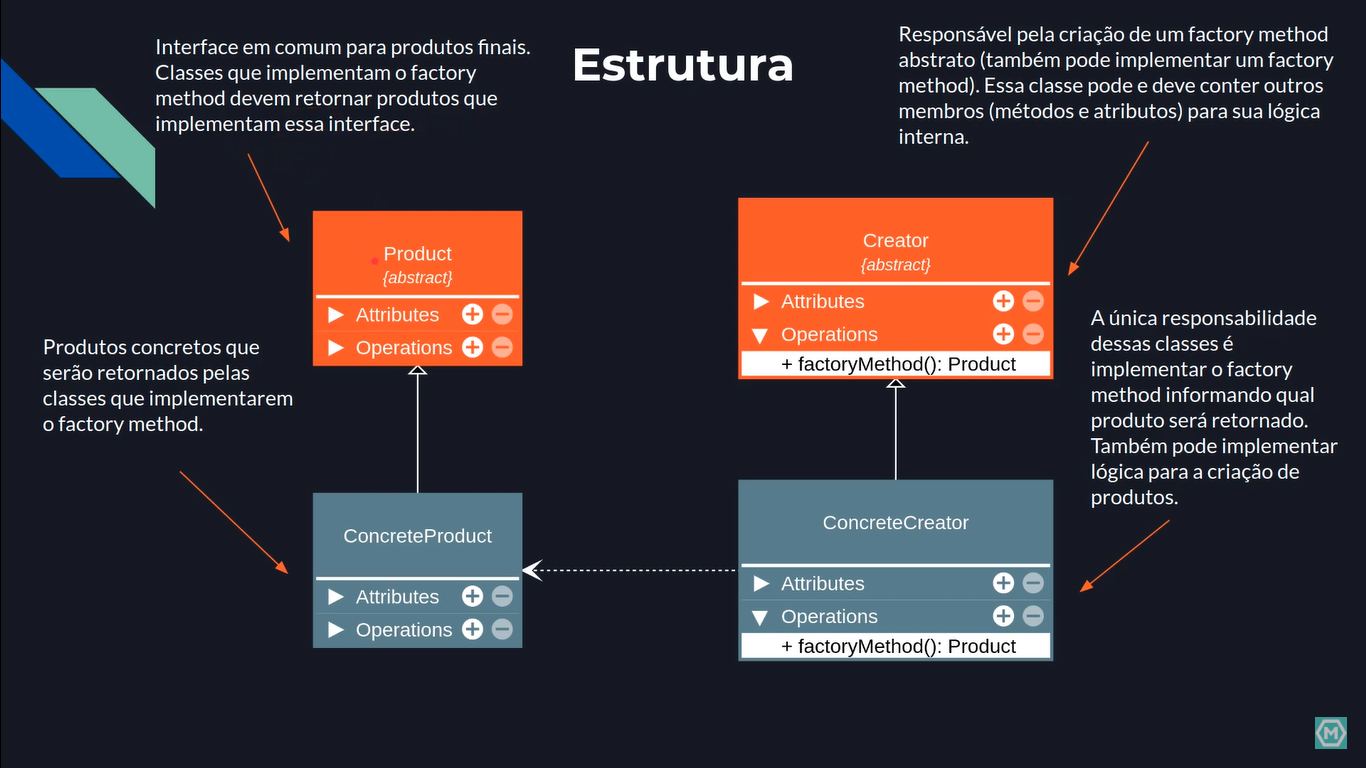 Estrutura
Interface em comum para produtos finais.
Classes que implementam o factory
method devem retornar produtos que
implementam essa interface.
Responsável pela criação de um factory method
abstrato (também pode implementar um factory
method). Essa classe pode e deve conter outros
membros (métodos e atributos) para sua lógica
interna.
Product
{abstract}
Attributes
Operations
Creator
{abstract}
Attributes
Operations
+ factoryMethod(): Product
Produtos concretos que
serão retornados pelas
classes que implementarem
o factory method.
A única responsabilidade
dessas classes é
implementar o factory
method informando qual
produto será retornado.
Também pode implementar
lógica para a criação de
produtos.
ConcreteProduct
Attributes
Operations
ConcreteCreator
Attributes
Operations
+ factoryMethod(): Product
M